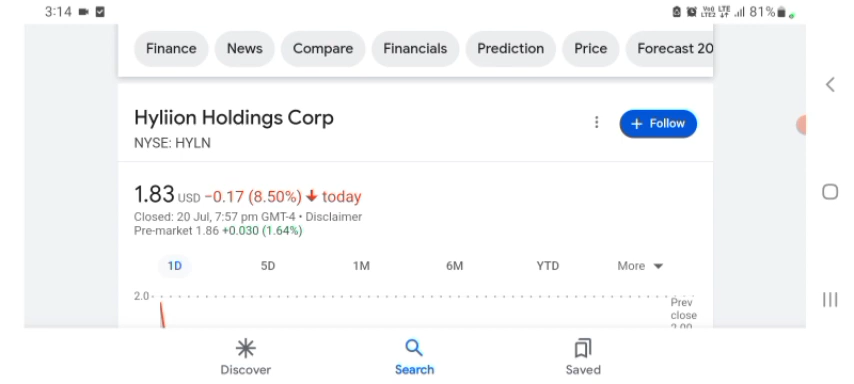 3:14 81%
Finance News Compare Financials Prediction Price Forecast 20
Hyliion Holdings Corp
+ Follow
NYSE: HYLN
1.83 USD −0.17 (8.50%) ↓ today
Closed: 20 Jul, 7:57 pm GMT-4 • Disclaimer
Pre-market 1.86 +0.030 (1.64%)
1D 5D 1M 6M YTD More
2.0
Prev
close
2.00
Discover Search Saved